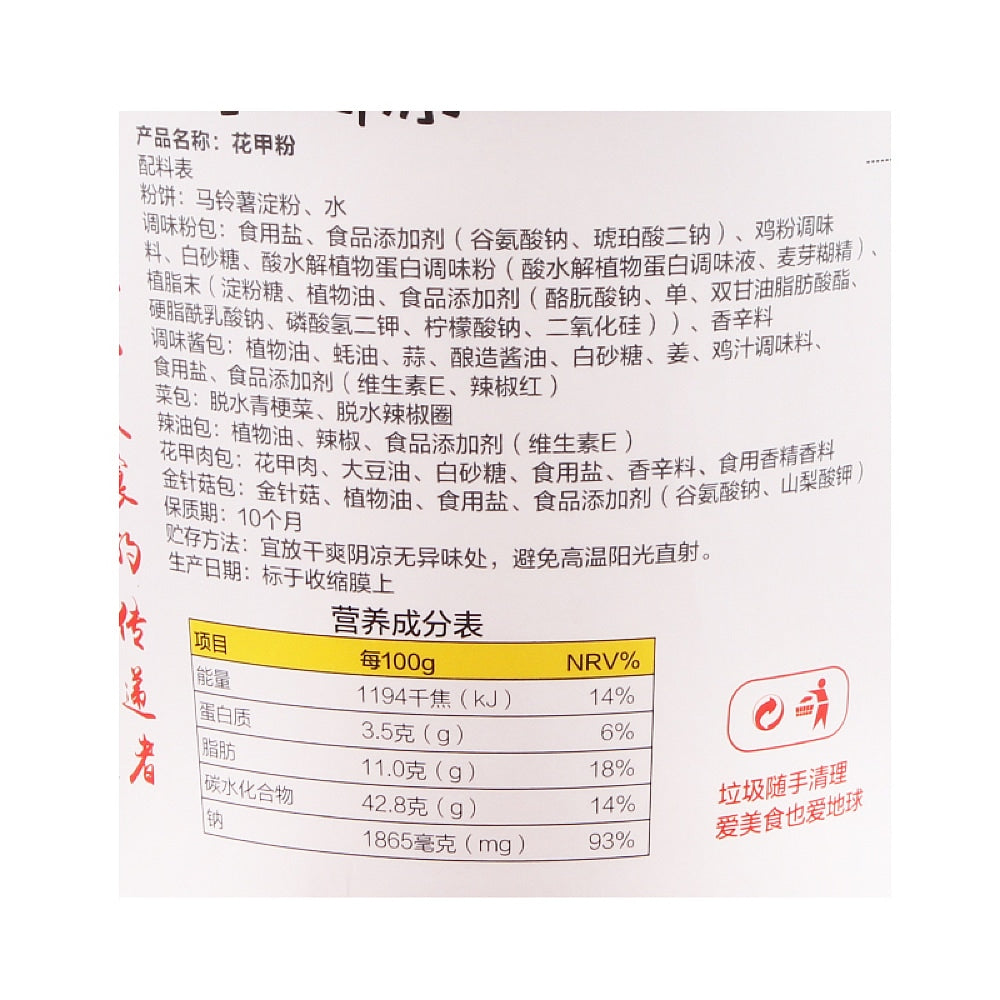 产品名称：花甲粉
配料表
粉饼：马铃薯淀粉、水
调味粉包：食用盐、食品添加剂（谷氨酸钠、琥珀酸二钠）、鸡粉调味
料、白砂糖、酸水解植物蛋白调味粉（酸水解植物蛋白调味液、麦芽糊精）、
植脂末（淀粉糖、植物油、食品添加剂（酪朊酸钠、单、双甘油脂肪酸酯、
硬脂酰乳酸钠、磷酸氢二钾、柠檬酸钠、二氧化硅））、香辛料
调味酱包：植物油、蚝油、蒜、酿造酱油、白砂糖、姜、鸡汁调味料、
食用盐、食品添加剂（维生素E、辣椒红）
菜包：脱水青梗菜、脱水辣椒圈
辣油包：植物油、辣椒、食品添加剂（维生素E）
花甲肉包：花甲肉、大豆油、白砂糖、食用盐、香辛料、食用香精香料
金针菇包：金针菇、植物油、食用盐、食品添加剂（谷氨酸钠、山梨酸钾）
保质期：10个月
贮存方法：宜放干爽阴凉无异味处，避免高温阳光直射。
生产日期：标于收缩膜上
营养成分表
项目 每100g NRV%
能量 1194千焦（kJ） 14%
蛋白质 3.5克（g） 6%
脂肪 11.0克（g） 18%
碳水化合物 42.8克（g） 14%
钠 1865毫克（mg） 93%
垃圾随手清理
爱美食也爱地球
的传递者